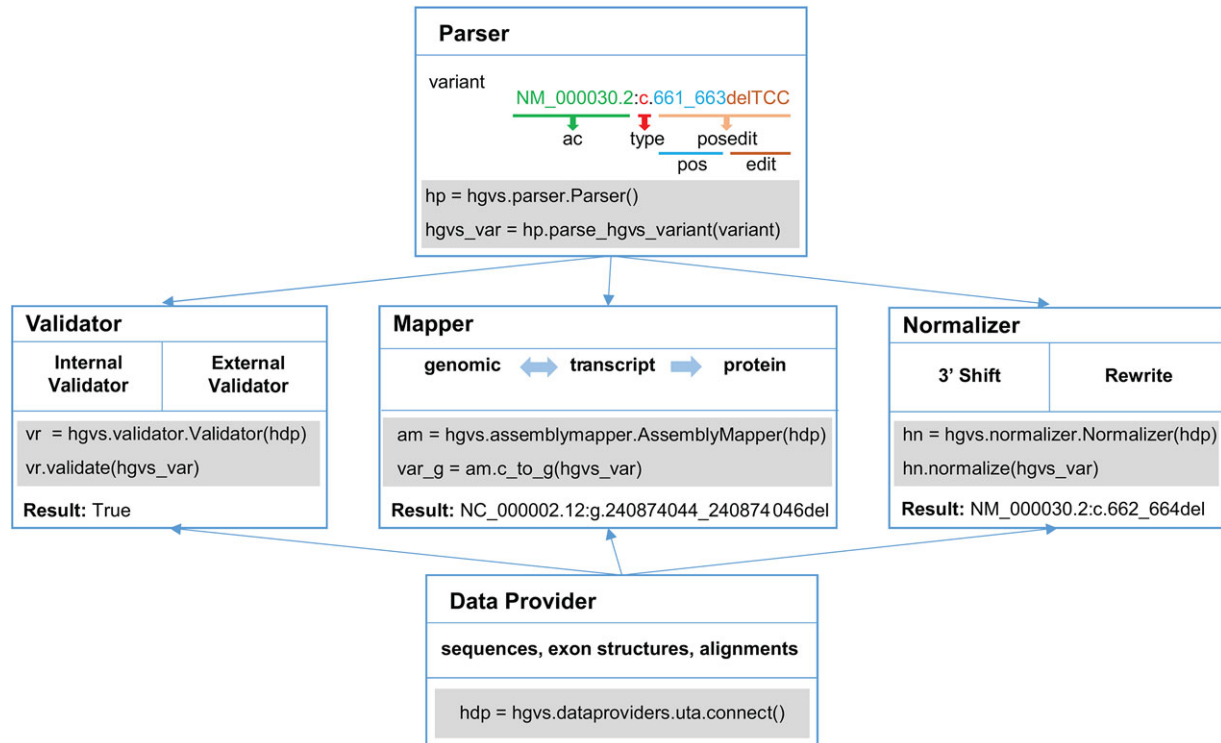 Parser
variant
NM_000030.2:c.661_663delTCC
ac type posedit
pos edit
hp = hgvs.parser.Parser()
hgvs_var = hp.parse_hgvs_variant(variant)
Validator
Internal Validator
External Validator
vr = hgvs.validator.Validator(hdp)
vr.validate(hgvs_var)
Result: True
Mapper
genomic transcript protein
am = hgvs.assemblymapper.AssemblyMapper(hdp)
var_g = am.c_to_g(hgvs_var)
Result: NC_000002.12:g.240874044_240874046del
Normalizer
3’ Shift Rewrite
hn = hgvs.normalizer.Normalizer(hdp)
hn.normalize(hgvs_var)
Result: NM_000030.2:c.662_664del
Data Provider
sequences, exon structures, alignments
hdp = hgvs.dataproviders.uta.connect()